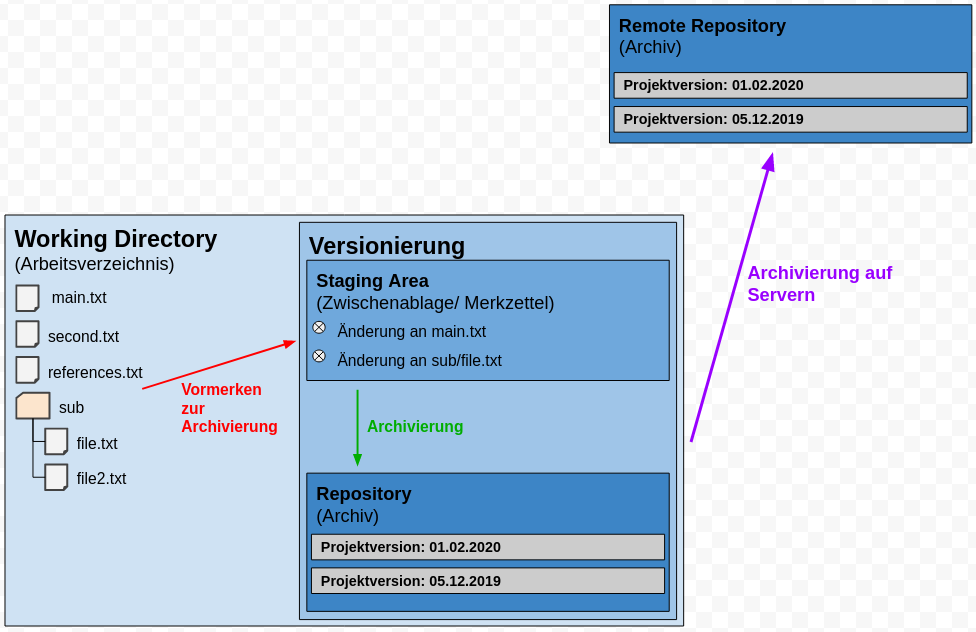 Remote Repository
(Archiv)
Projektversion: 01.02.2020
Projektversion: 05.12.2019
Working Directory
(Arbeitsverzeichnis)
main.txt
second.txt
references.txt
sub
file.txt
file2.txt
Vormerken
zur
Archivierung
Versionierung
Staging Area
(Zwischenablage/ Merkzettel)
Änderung an main.txt
Änderung an sub/file.txt
Archivierung
Repository
(Archiv)
Projektversion: 01.02.2020
Projektversion: 05.12.2019
Archivierung auf
Servern